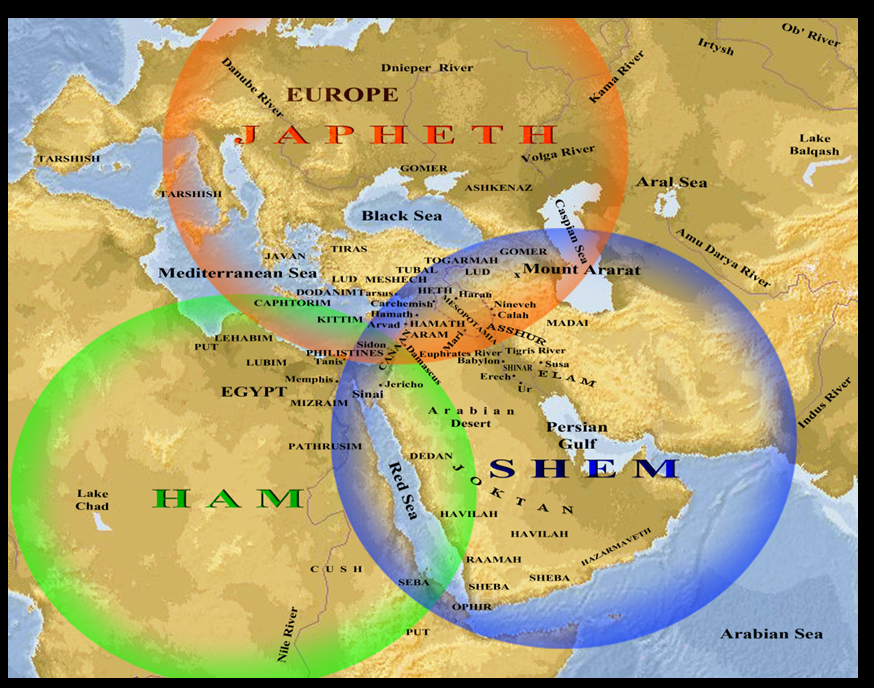 Ob' River
Irtysh
Dnieper River
Kama River
Danube River
EUROPE
JAPHETH
Lake
Balqash
Volga River
TARSHISH
GOMER
ASHKENAZ
Aral Sea
TARSHISH
Black Sea
Caspian Sea
Amu Darya River
TIRAS
JAVAN
GOMER
TOGARMAH
Mediterranean Sea
TUBAL
LUD
x Mount Ararat
LUD
MESHECH
DODANIM
Tarsus
HETH
Harah
CAPHTORIM
Carchemish
MESOPOTAMIA
Nineveh
Hamath
Calah
KITTIM
Arvad
HAMATH
ASSHUR
MADAI
ARAM
Mari
LEHABIM
PUT
Sidon
CANAAN
PHILISTINES
Euphrates River
Tigris River
LUBIM
Tanis
Damascus
Babylon
SHINAR
Susa
Memphis
Jericho
Erech
ELAM
EGYPT
Sinai
Ur
MIZRAIM
Indus River
Arabian
Desert
Persian
Gulf
PATHRUSIM
DEDAN
SHEM
JOKTAN
Red Sea
Lake
Chad
HAM
HAVILAH
HAVILAH
HAZARMAVETH
RAAMAH
CUSH
SEBA
SHEBA
SHEBA
OPHIR
Nile River
PUT
Arabian Sea